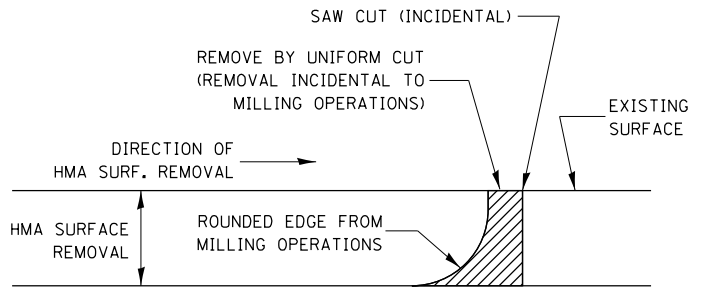 SAW CUT (INCIDENTAL)
REMOVE BY UNIFORM CUT
(REMOVAL INCIDENTAL TO
MILLING OPERATIONS)
EXISTING
SURFACE
DIRECTION OF
HMA SURF. REMOVAL
HMA SURFACE
REMOVAL
ROUNDED EDGE FROM
MILLING OPERATIONS